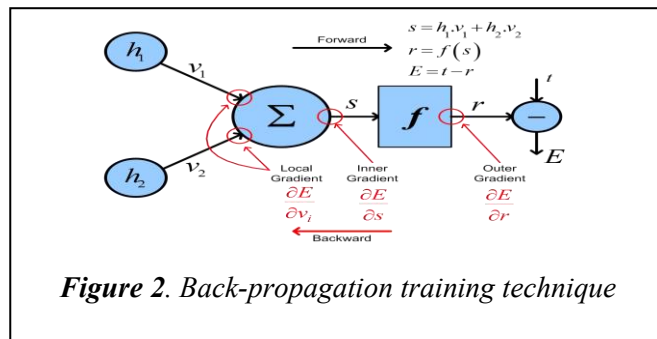 Forward
s = h₁.v₁ + h₂.v₂
r = f(s)
E = t − r
h₁
v₁
Σ
s
f
r
t
−
E
h₂
v₂
Local Gradient
∂E/∂vᵢ
Inner Gradient
∂E/∂s
Outer Gradient
∂E/∂r
Backward
Figure 2. Back-propagation training technique